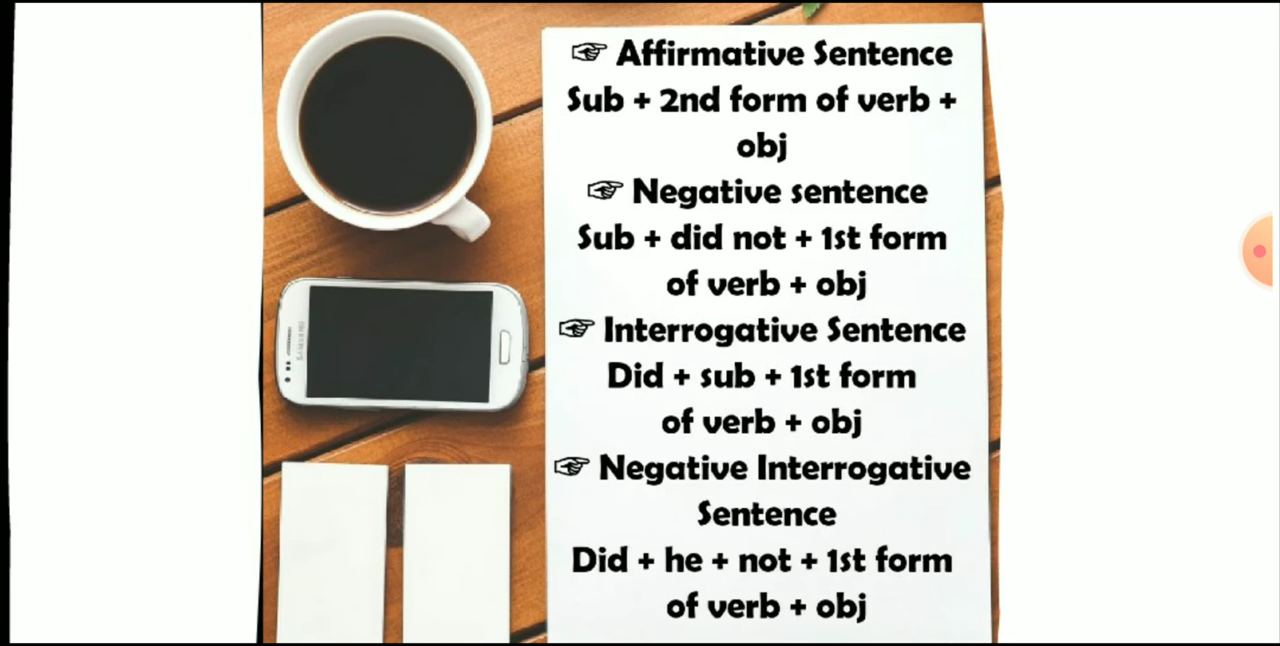 ☞ Affirmative Sentence
Sub + 2nd form of verb +
obj
☞ Negative sentence
Sub + did not + 1st form
of verb + obj
☞ Interrogative Sentence
Did + sub + 1st form
of verb + obj
☞ Negative Interrogative
Sentence
Did + he + not + 1st form
of verb + obj
SAMSUNG